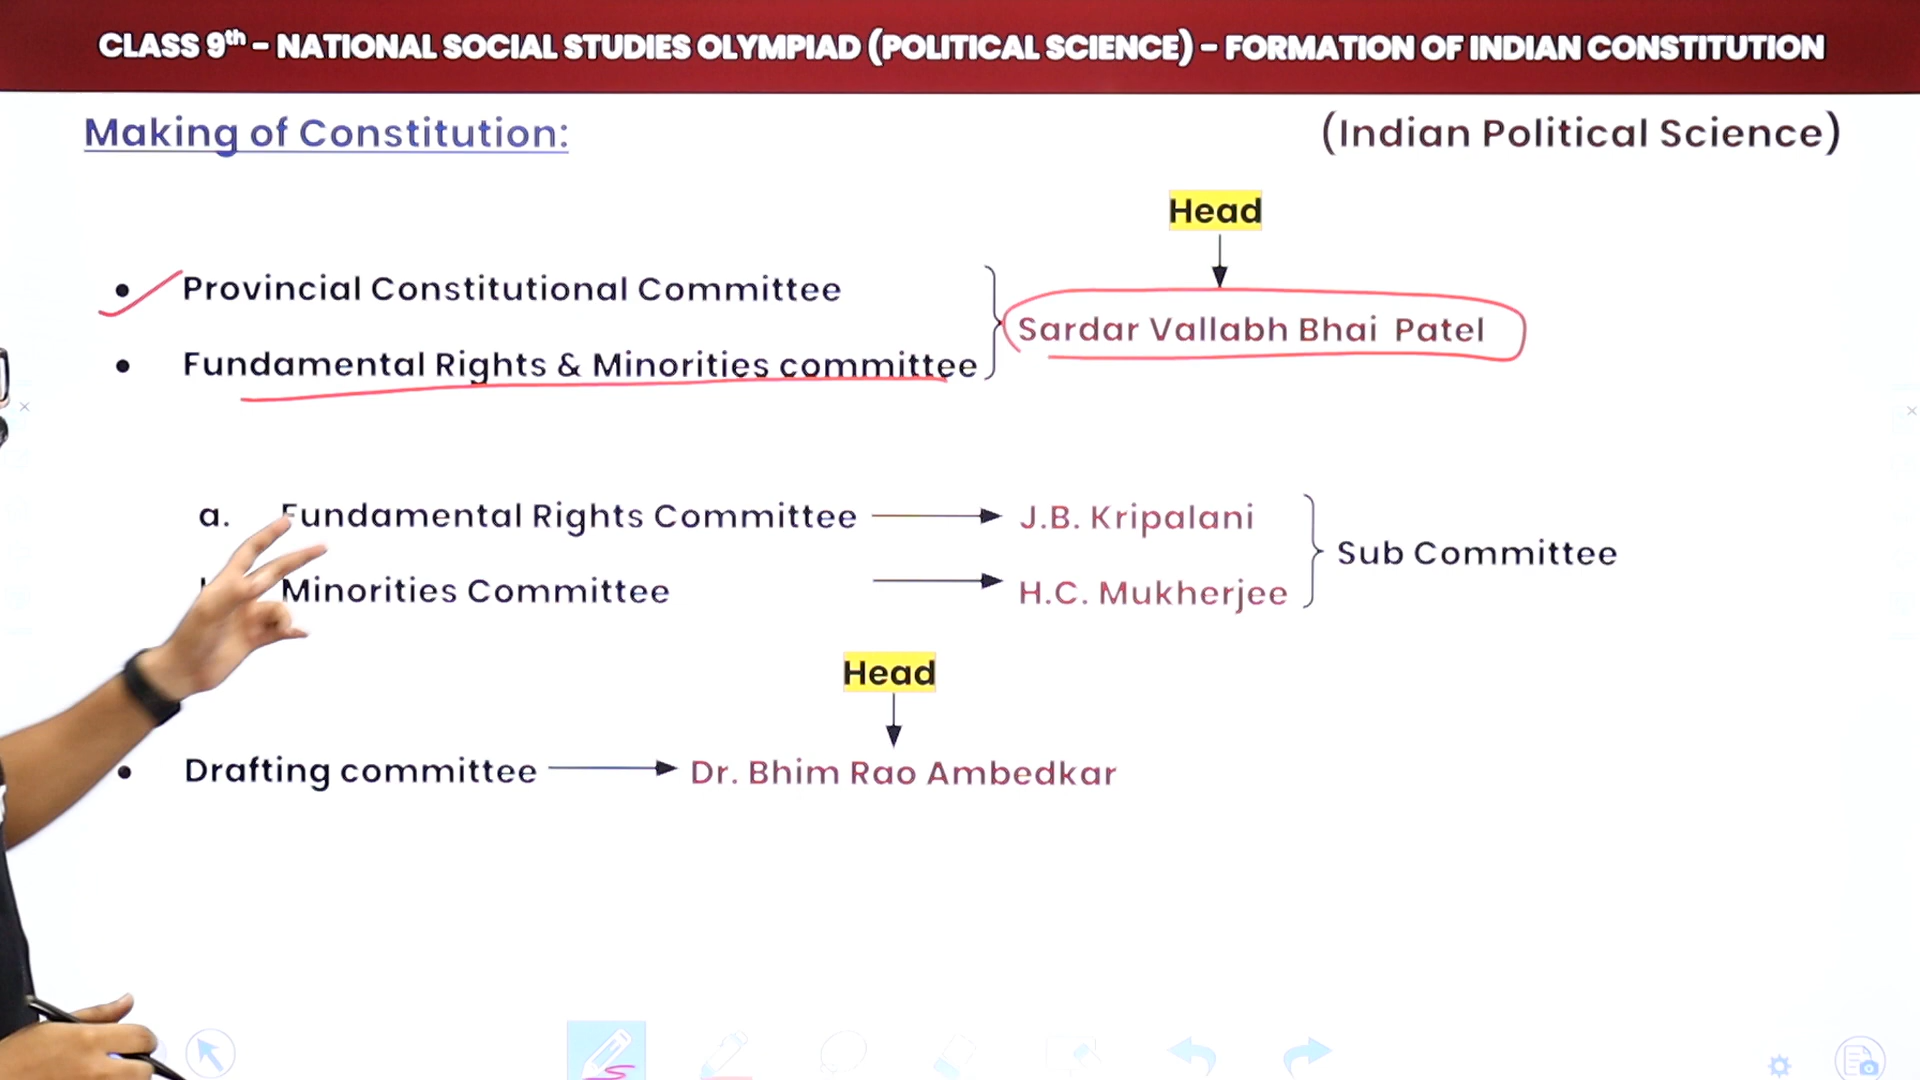 CLASS 9th - NATIONAL SOCIAL STUDIES OLYMPIAD (POLITICAL SCIENCE) - FORMATION OF INDIAN CONSTITUTION
Making of Constitution:
(Indian Political Science)
Head
• Provincial Constitutional Committee
Sardar Vallabh Bhai Patel
• Fundamental Rights & Minorities committee
a. Fundamental Rights Committee
J.B. Kripalani
Sub Committee
Minorities Committee
H.C. Mukherjee
Head
• Drafting committee
Dr. Bhim Rao Ambedkar